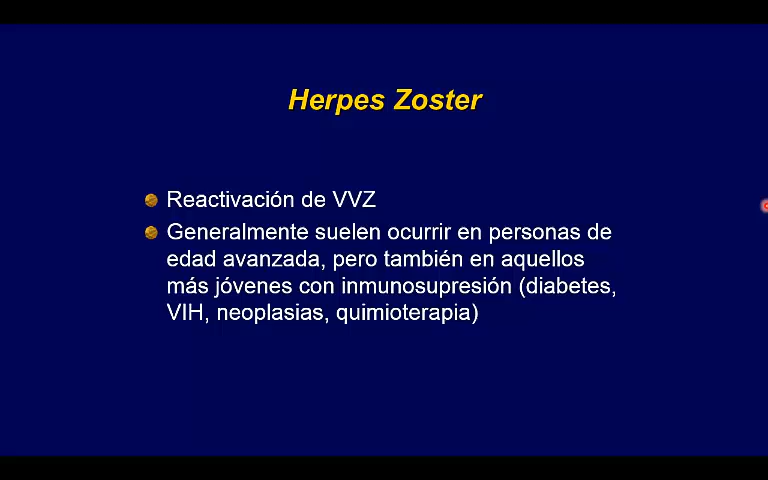 Herpes Zoster
Reactivación de VVZ
Generalmente suelen ocurrir en personas de
edad avanzada, pero también en aquellos
más jóvenes con inmunosupresión (diabetes,
VIH, neoplasias, quimioterapia)